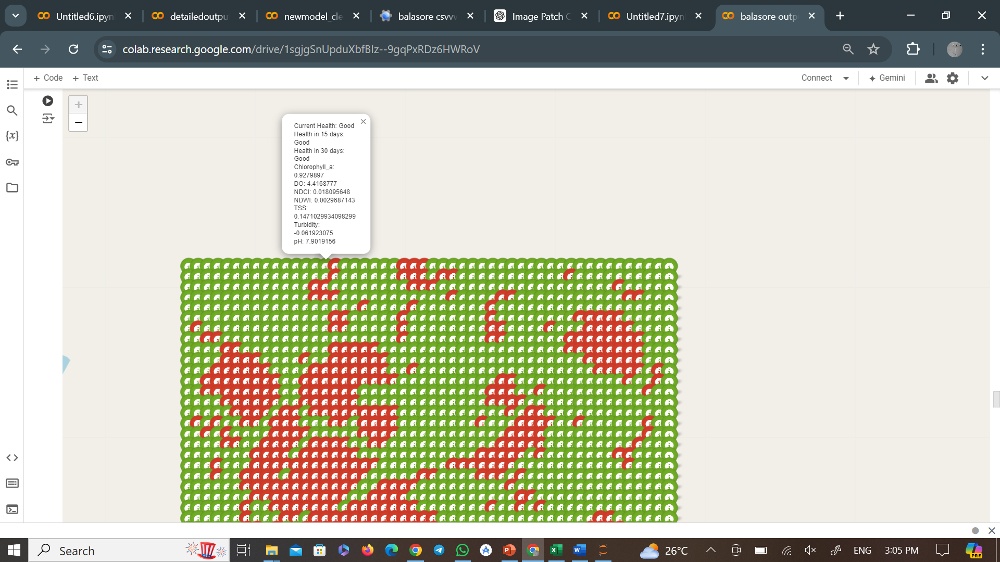 Untitled6.ipyn
detailedoutpu
newmodel_cle
balasore csvvv
Image Patch C
Untitled7.ipyn
balasore outp
colab.research.google.com/drive/1sgjgSnUpduXbfBIz--9gqPxRDz6HWRoV
+ Code + Text
Connect
Gemini
{x}
+
−
Current Health: Good
Health in 15 days:
Good
Health in 30 days:
Good
Chlorophyll_a:
0.9279897
DO: 4.4168777
NDCI: 0.018095648
NDWI: 0.0029687143
TSS:
0.1471029934098299
Turbidity:
-0.061923075
pH: 7.9019156
Search
26°C
ENG
3:05 PM
PRE